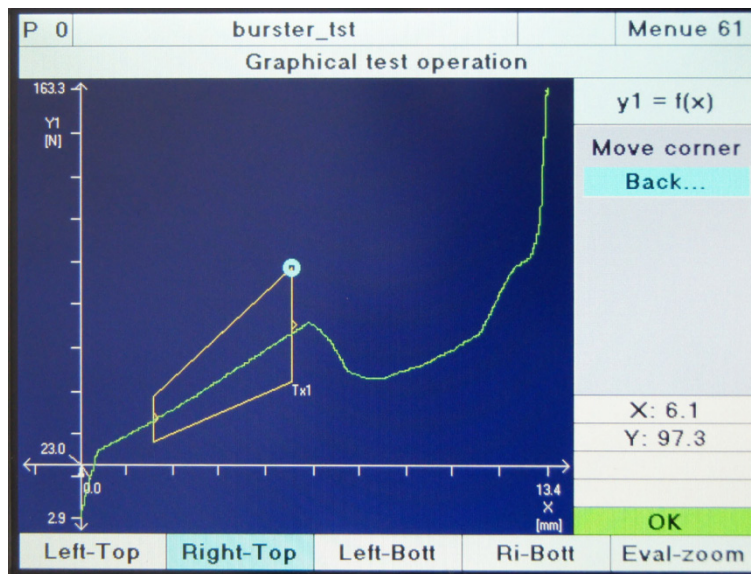 P 0 burster_tst Menue 61
Graphical test operation
163.3
Y1
[N]
y1 = f(x)
Move corner
Back...
Tx1
23.0
0.0
13.4
X
[mm]
2.9
X: 6.1
Y: 97.3
OK
Left-Top Right-Top Left-Bott Ri-Bott Eval-zoom